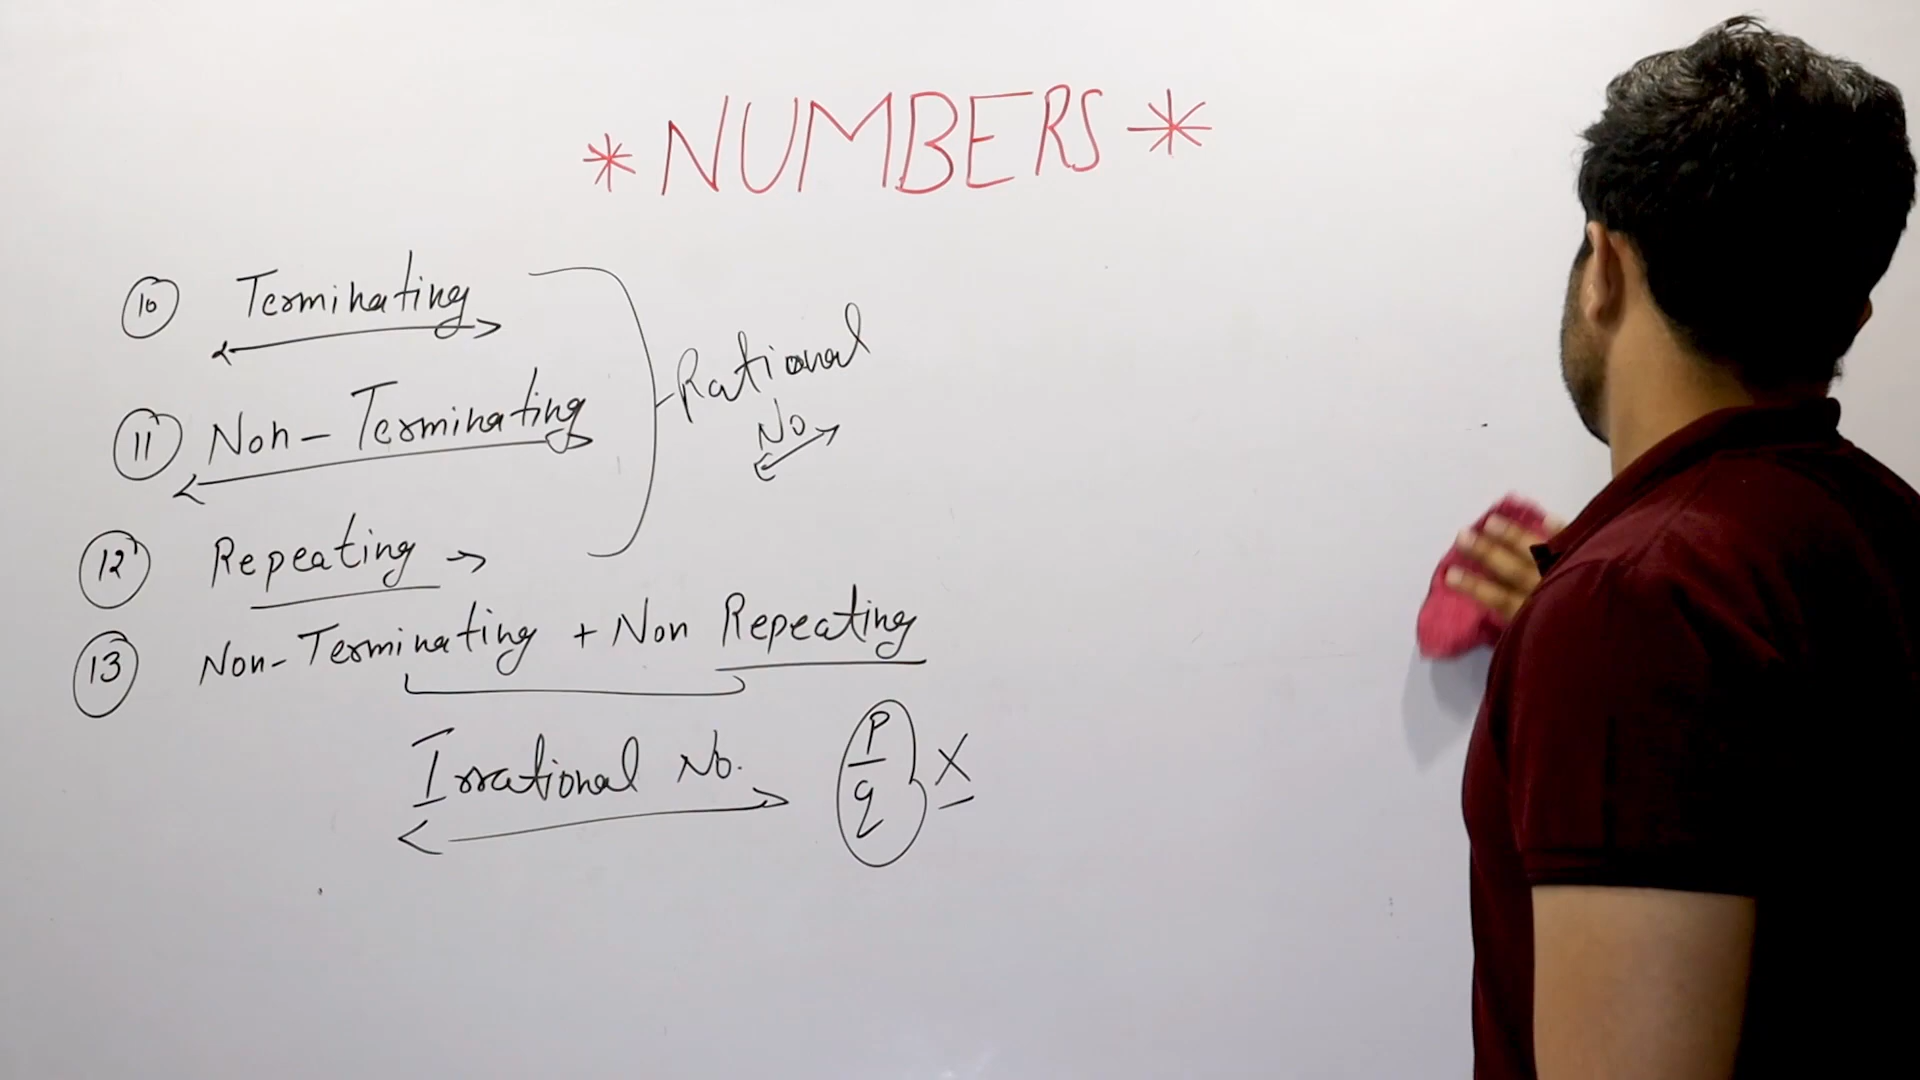 * NUMBERS *
10 Terminating
11 Non-Terminating
12 Repeating →
Rational
No.
13 Non-Terminating + Non Repeating
Irrational No.
p/q X